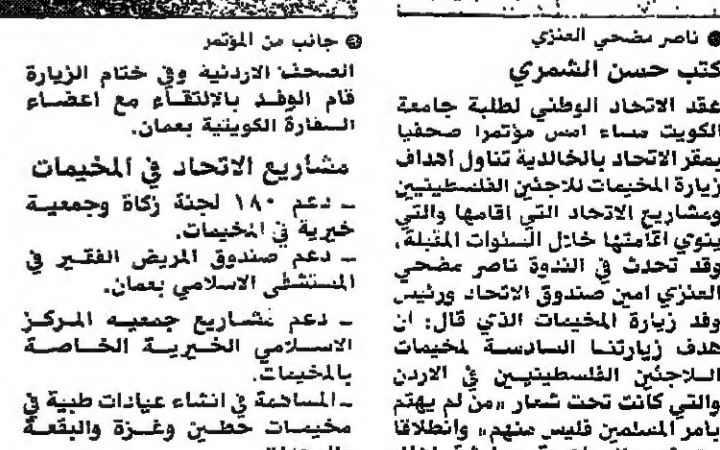 ناصر مضحي العنزي
كتب حسن الشمري
عقد الاتحاد الوطني لطلبة جامعة
الكويت مساء امس مؤتمرا صحفيا
بمقر الاتحاد بالخالدية تناول اهداف
زيارة المخيمات للاجئين الفلسطينيين
ومشاريع الاتحاد التي اقامها والتي
ينوي اقامتها خلال السنوات المقبلة،
وقد تحدث في الندوة ناصر مضحي
العنزي امين صندوق الاتحاد ورئيس
وفد زيارة المخيمات الذي قال: ان
هدف زيارتنا السادسة لمخيمات
اللاجئين الفلسطينيين في الاردن
والتي كانت تحت شعار «من لم يهتم
بامر المسلمين فليس منهم» وانطلاقا
جانب من المؤتمر
الصحف الاردنية وفي ختام الزيارة
قام الوفد بالالتقاء مع اعضاء
السفارة الكويتية بعمان.
مشاريع الاتحاد في المخيمات
ـ دعم ١٨٠ لجنة زكاة وجمعية
خيرية في المخيمات.
ـ دعم صندوق المريض الفقير في
المستشفى الاسلامي بعمان.
ـ دعم مشاريع جمعيه المركز
الاسلامي الخيرية الخاصة
بالمخيمات.
ـ المساهمة في انشاء عيادات طبية في
مخيمات حطين وغزة والبقعة